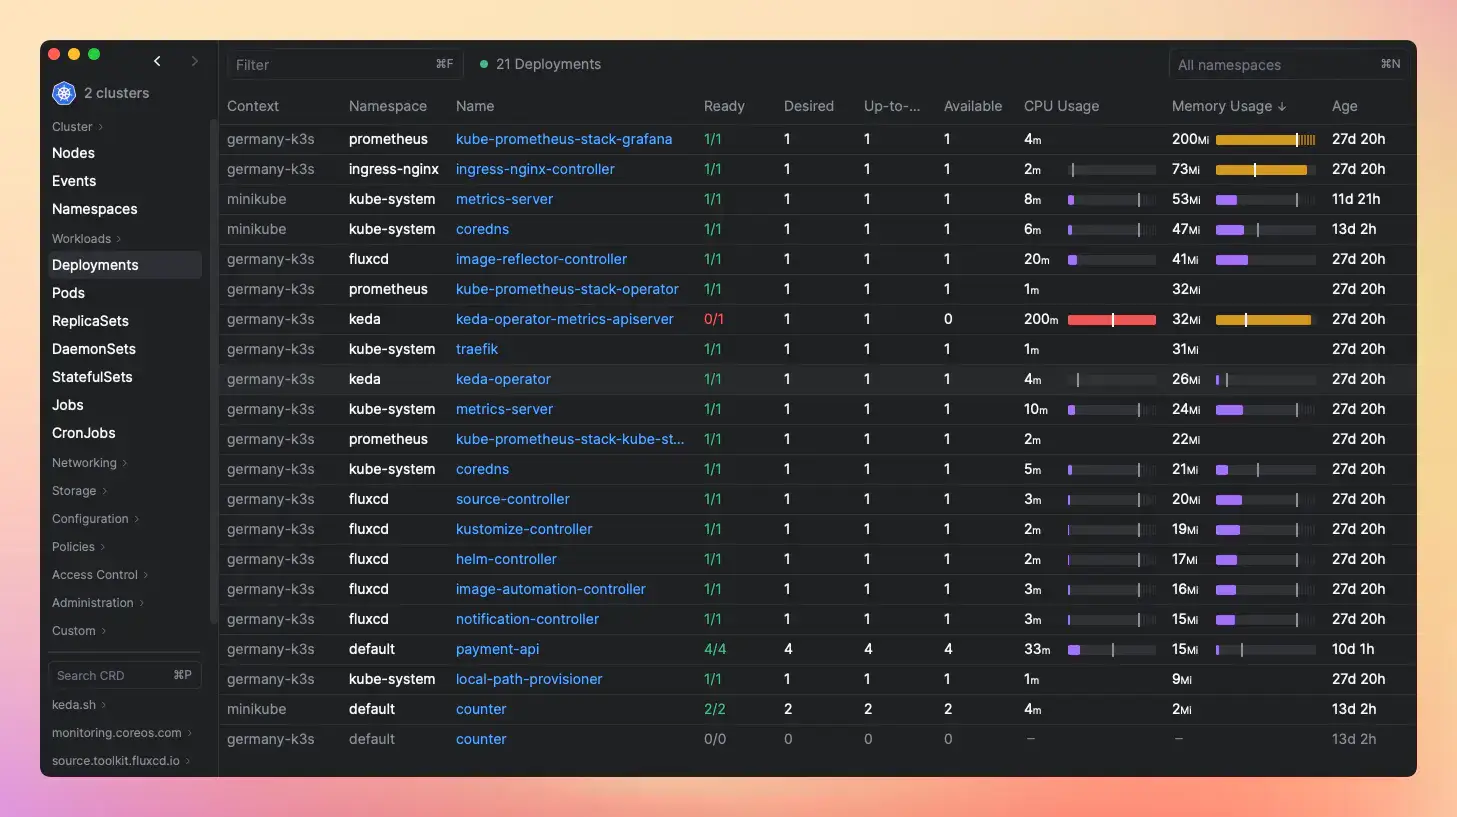 Filter ⌘F 21 Deployments All namespaces ⌘N
2 clusters
Cluster
Nodes
Events
Namespaces
Workloads
Deployments
Pods
ReplicaSets
DaemonSets
StatefulSets
Jobs
CronJobs
Networking
Storage
Configuration
Policies
Access Control
Administration
Custom
Search CRD ⌘P
keda.sh
monitoring.coreos.com
source.toolkit.fluxcd.io
Context Namespace Name Ready Desired Up-to-... Available CPU Usage Memory Usage ↓ Age
germany-k3s prometheus kube-prometheus-stack-grafana 1/1 1 1 1 4m 200Mi 27d 20h
germany-k3s ingress-nginx ingress-nginx-controller 1/1 1 1 1 2m 73Mi 27d 20h
minikube kube-system metrics-server 1/1 1 1 1 8m 53Mi 11d 21h
minikube kube-system coredns 1/1 1 1 1 6m 47Mi 13d 2h
germany-k3s fluxcd image-reflector-controller 1/1 1 1 1 20m 41Mi 27d 20h
germany-k3s prometheus kube-prometheus-stack-operator 1/1 1 1 1 1m 32Mi 27d 20h
germany-k3s keda keda-operator-metrics-apiserver 0/1 1 1 0 200m 32Mi 27d 20h
germany-k3s kube-system traefik 1/1 1 1 1 1m 31Mi 27d 20h
germany-k3s keda keda-operator 1/1 1 1 1 4m 26Mi 27d 20h
germany-k3s kube-system metrics-server 1/1 1 1 1 10m 24Mi 27d 20h
germany-k3s prometheus kube-prometheus-stack-kube-st... 1/1 1 1 1 2m 22Mi 27d 20h
germany-k3s kube-system coredns 1/1 1 1 1 5m 21Mi 27d 20h
germany-k3s fluxcd source-controller 1/1 1 1 1 3m 20Mi 27d 20h
germany-k3s fluxcd kustomize-controller 1/1 1 1 1 2m 19Mi 27d 20h
germany-k3s fluxcd helm-controller 1/1 1 1 1 2m 17Mi 27d 20h
germany-k3s fluxcd image-automation-controller 1/1 1 1 1 3m 16Mi 27d 20h
germany-k3s fluxcd notification-controller 1/1 1 1 1 3m 15Mi 27d 20h
germany-k3s default payment-api 4/4 4 4 4 33m 15Mi 10d 1h
germany-k3s kube-system local-path-provisioner 1/1 1 1 1 1m 9Mi 27d 20h
minikube default counter 2/2 2 2 2 4m 2Mi 13d 2h
germany-k3s default counter 0/0 0 0 0 – – 13d 2h